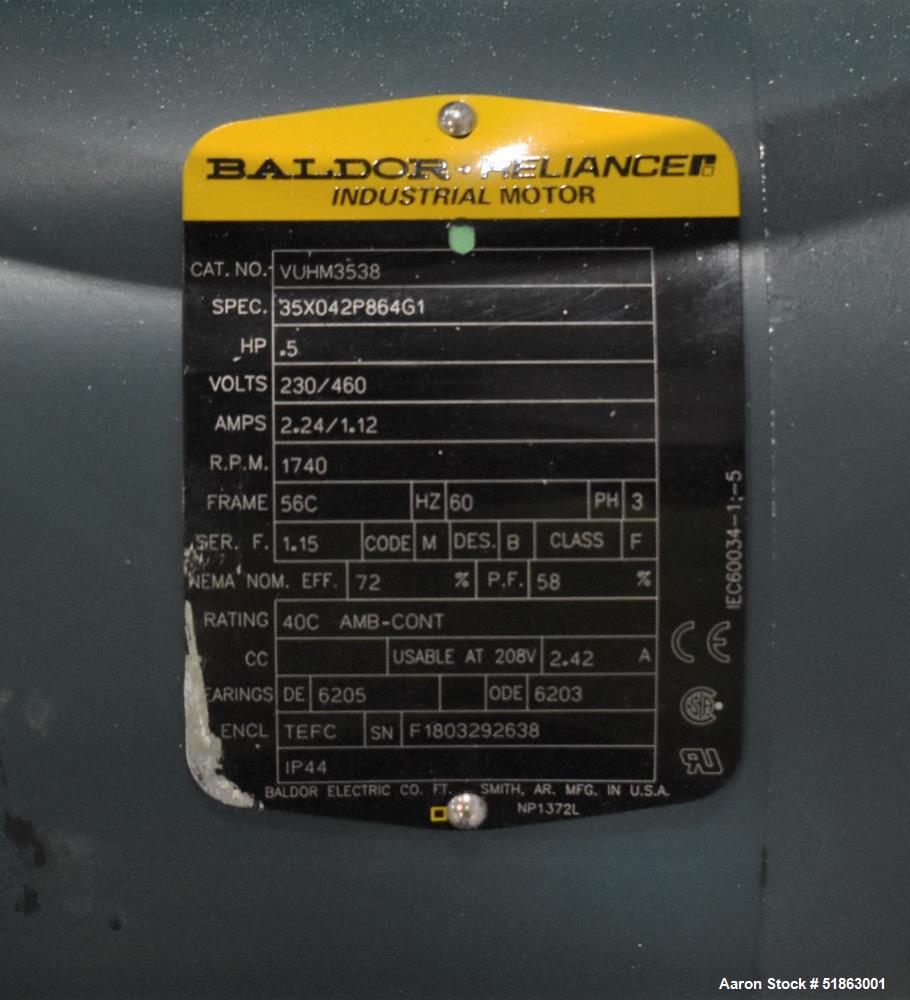 BALDOR · RELIANCE
INDUSTRIAL MOTOR
CAT. NO. VUHM3538
SPEC. 35X042P864G1
HP .5
VOLTS 230/460
AMPS 2.24/1.12
R.P.M. 1740
FRAME 56C HZ 60 PH 3
SER. F. 1.15 CODE M DES. B CLASS F
NEMA NOM. EFF. 72 % P.F. 58 %
RATING 40C AMB-CONT
CC USABLE AT 208V 2.42 A
EARINGS DE 6205 ODE 6203
ENCL TEFC SN F1803292638
IP44
BALDOR ELECTRIC CO. FT. SMITH, AR. MFG. IN U.S.A.
NP1372L
IEC60034-1;-5
CE
SA
RU
Aaron Stock # 51863001